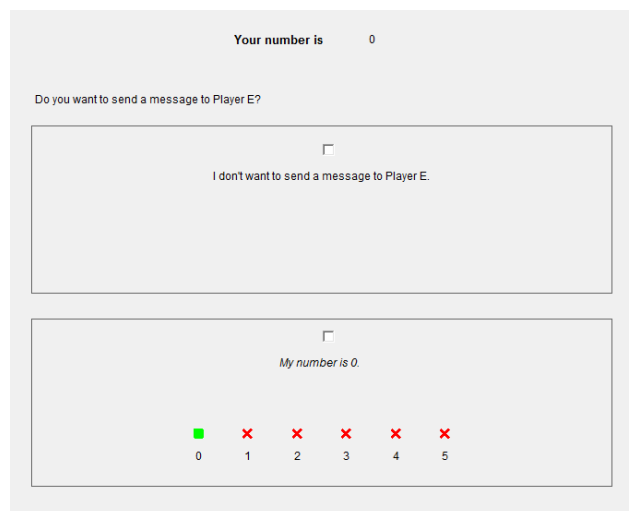 Your number is 0
Do you want to send a message to Player E?
I don't want to send a message to Player E.
My number is 0.
0 1 2 3 4 5